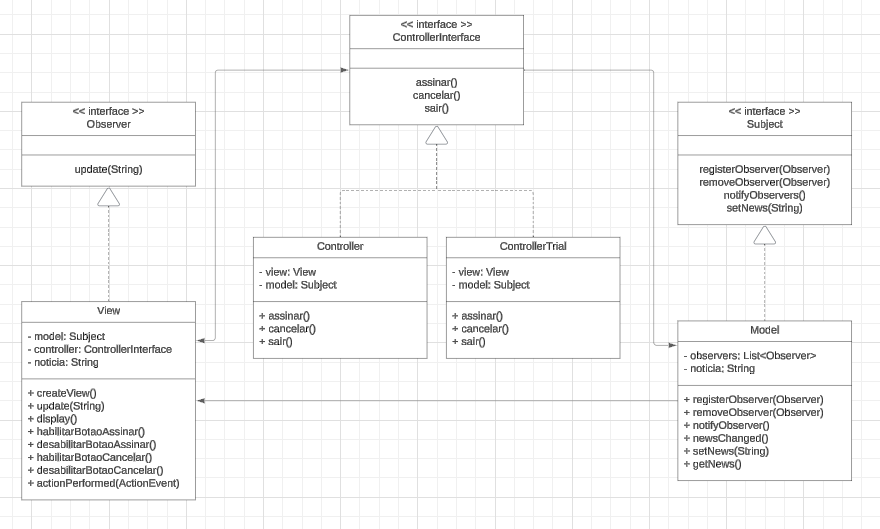 << interface >>
ControllerInterface
assinar()
cancelar()
sair()
<< interface >>
Observer
update(String)
<< interface >>
Subject
registerObserver(Observer)
removeObserver(Observer)
notifyObservers()
setNews(String)
Controller
- view: View
- model: Subject
+ assinar()
+ cancelar()
+ sair()
ControllerTrial
- view: View
- model: Subject
+ assinar()
+ cancelar()
+ sair()
View
- model: Subject
- controller: ControllerInterface
- noticia: String
+ createView()
+ update(String)
+ display()
+ habilitarBotaoAssinar()
+ desabilitarBotaoAssinar()
+ habilitarBotaoCancelar()
+ desabilitarBotaoCancelar()
+ actionPerformed(ActionEvent)
Model
- observers: List<Observer>
- noticia; String
+ registerObserver(Observer)
+ removeObserver(Observer)
+ notifyObserver()
+ newsChanged()
+ setNews(String)
+ getNews()